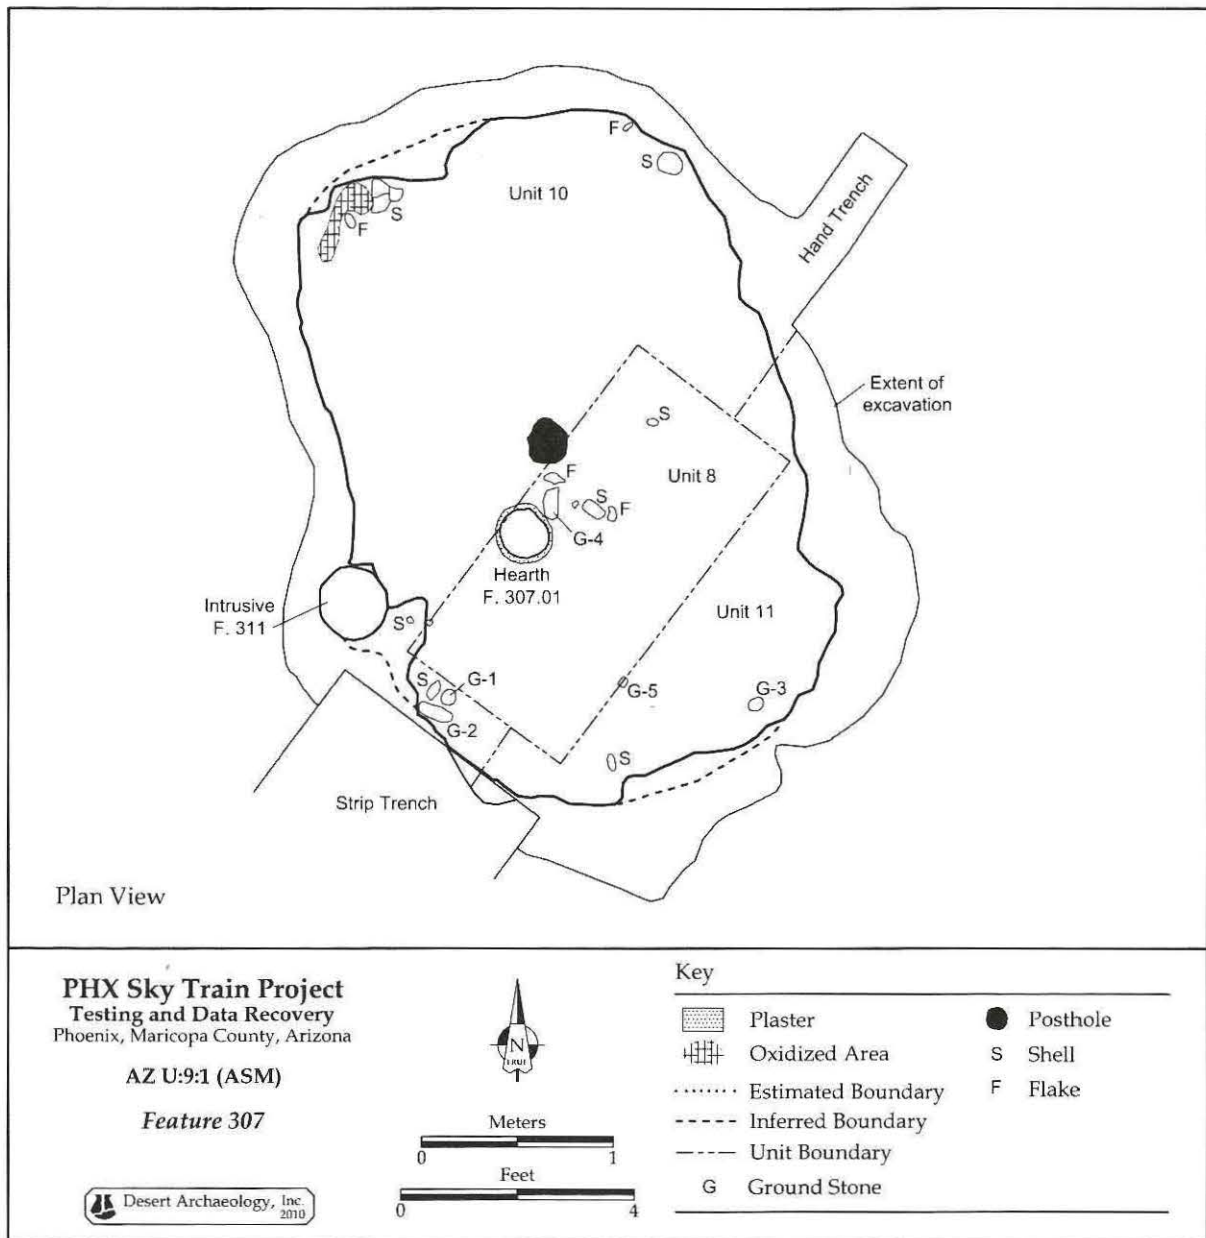 F
S
Unit 10
Hand Trench
S
F
Extent of
excavation
S
Unit 8
F
S
F
G-4
Hearth
F. 307.01
Intrusive
F. 311
Unit 11
S
S
G-1
G-5
G-3
G-2
S
Strip Trench
Plan View
PHX Sky Train Project
Testing and Data Recovery
Phoenix, Maricopa County, Arizona
AZ U:9:1 (ASM)
Feature 307
Desert Archaeology, Inc.
2010
N
TRUE
Meters
0 1
Feet
0 4
Key
Plaster
Oxidized Area
Estimated Boundary
Inferred Boundary
Unit Boundary
G Ground Stone
Posthole
S Shell
F Flake